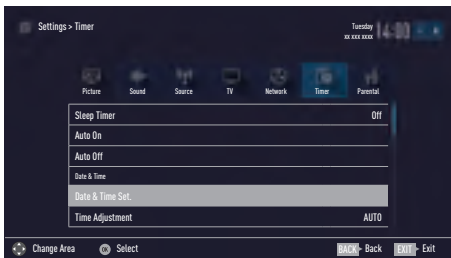 Settings > Timer
Tuesday
xx xxx xxxx
14:00
Picture Sound Source TV Network Timer Parental
Sleep Timer Off
Auto On
Auto Off
Date & Time
Date & Time Set.
Time Adjustment AUTO
Change Area OK Select BACK Back EXIT Exit